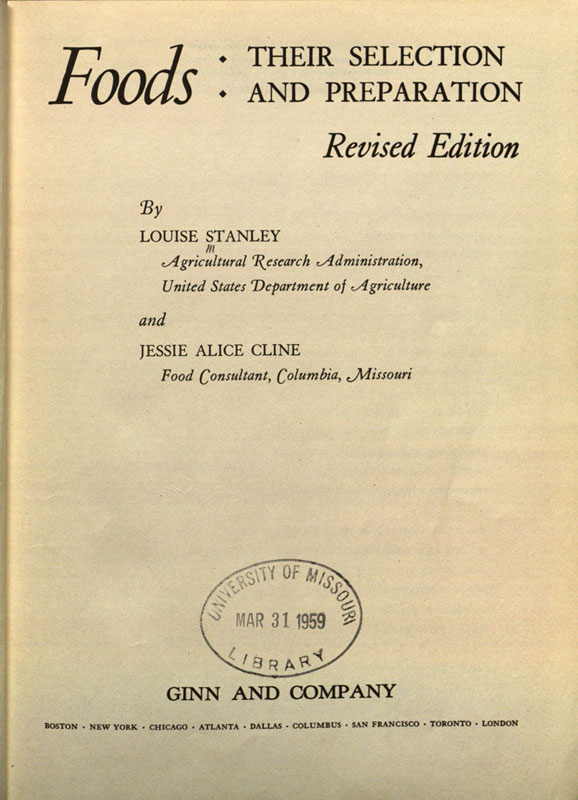 Foods : THEIR SELECTION
AND PREPARATION
Revised Edition
By
LOUISE STANLEY
m
Agricultural Research Administration,
United States Department of Agriculture
and
JESSIE ALICE CLINE
Food Consultant, Columbia, Missouri
UNIVERSITY OF MISSOURI
MAR 31 1959
LIBRARY
GINN AND COMPANY
BOSTON · NEW YORK · CHICAGO · ATLANTA · DALLAS · COLUMBUS · SAN FRANCISCO · TORONTO · LONDON